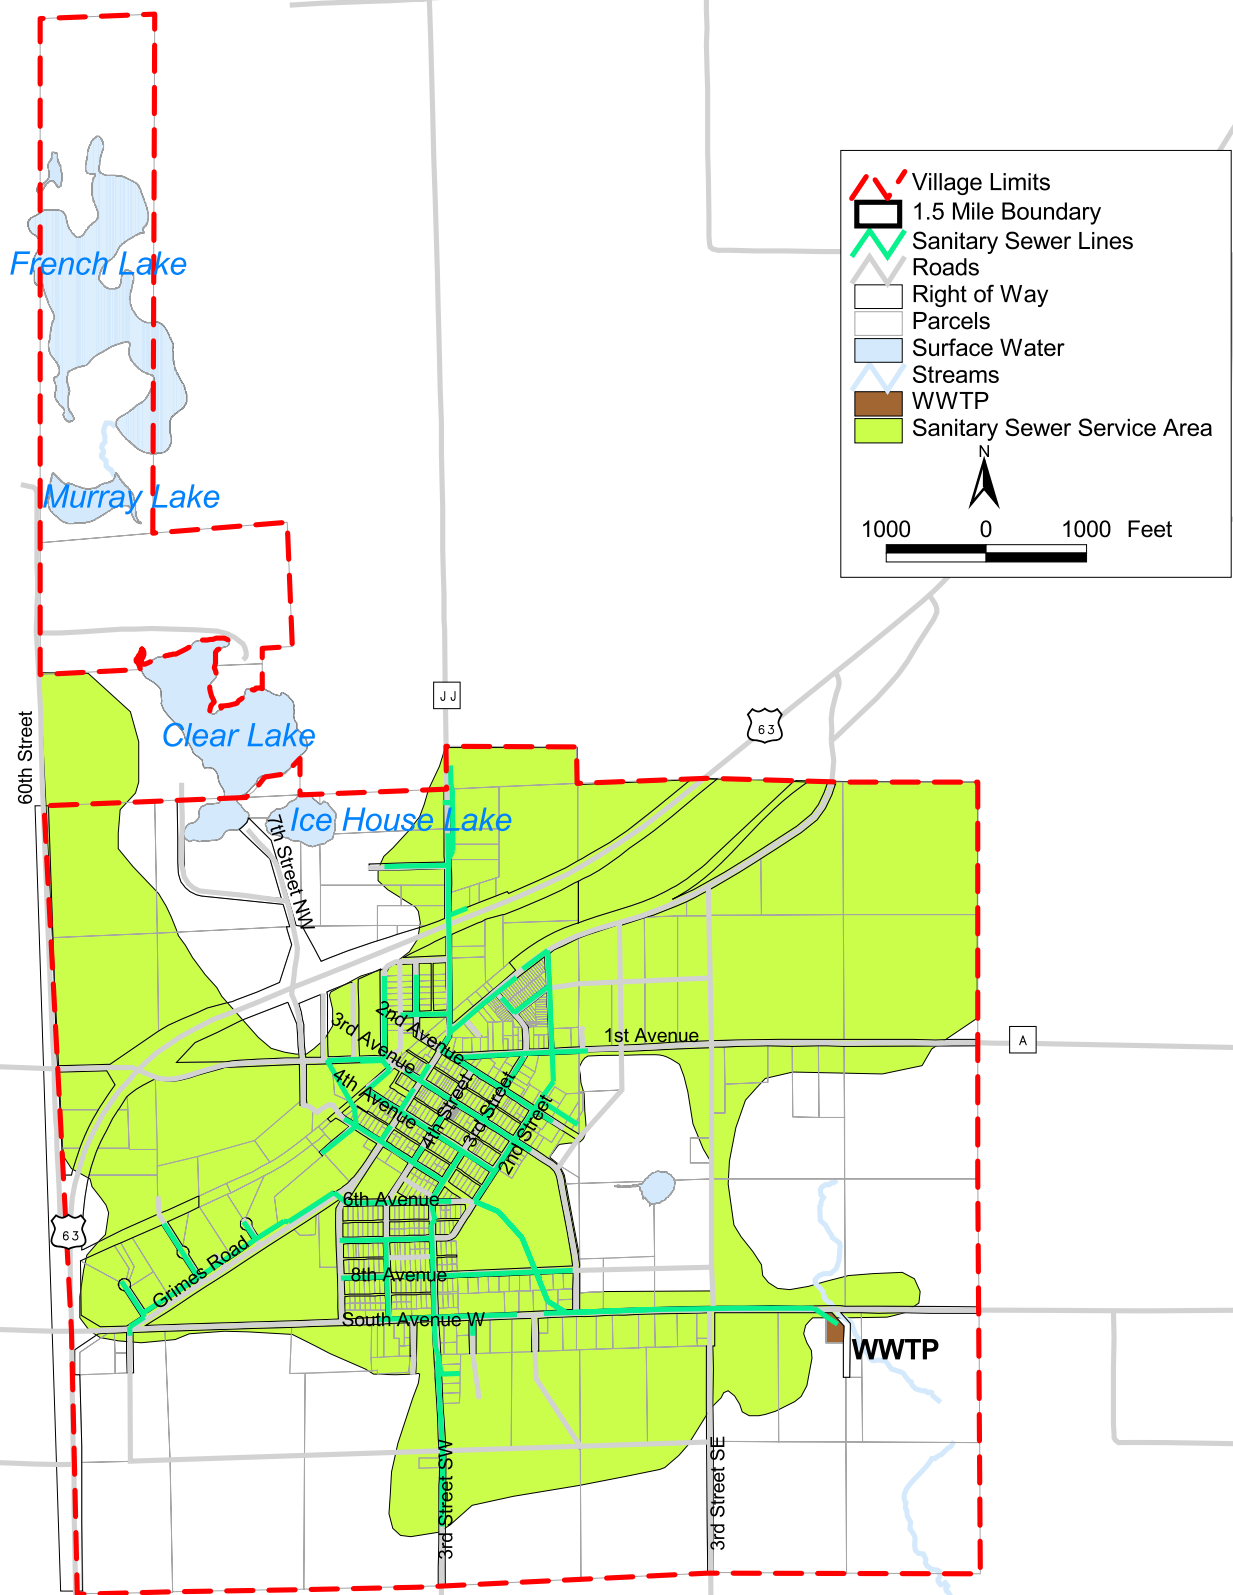 Village Limits
1.5 Mile Boundary
Sanitary Sewer Lines
Roads
Right of Way
Parcels
Surface Water
Streams
WWTP
Sanitary Sewer Service Area
N
1000 0 1000 Feet
French Lake
Murray Lake
JJ
63
60th Street
Clear Lake
Ice House Lake
7th Street NW
2nd Avenue
3rd Avenue
1st Avenue
A
4th Avenue
4th Street
3rd Street
2nd Street
6th Avenue
63
Grimes Road
8th Avenue
South Avenue W
WWTP
3rd Street SW
3rd Street SE